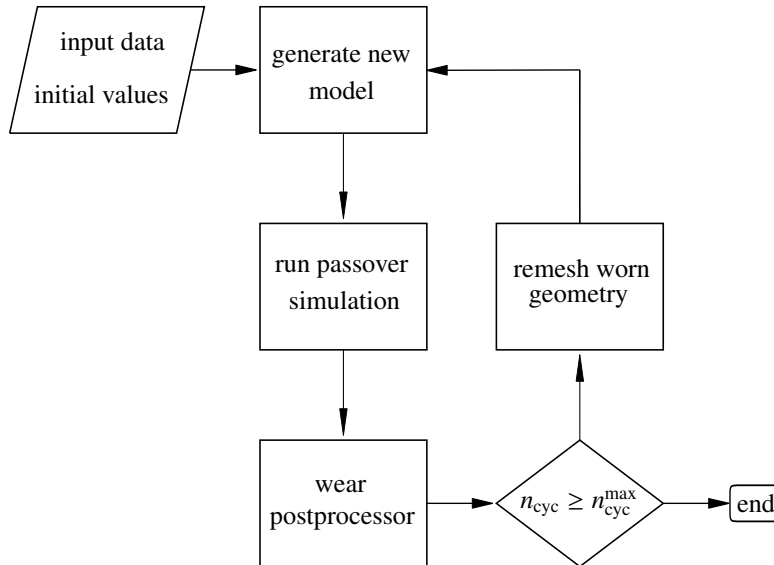 input data
initial values
generate new
model
run passover
simulation
remesh worn
geometry
wear
postprocessor
n_cyc ≥ n_cyc^max
end